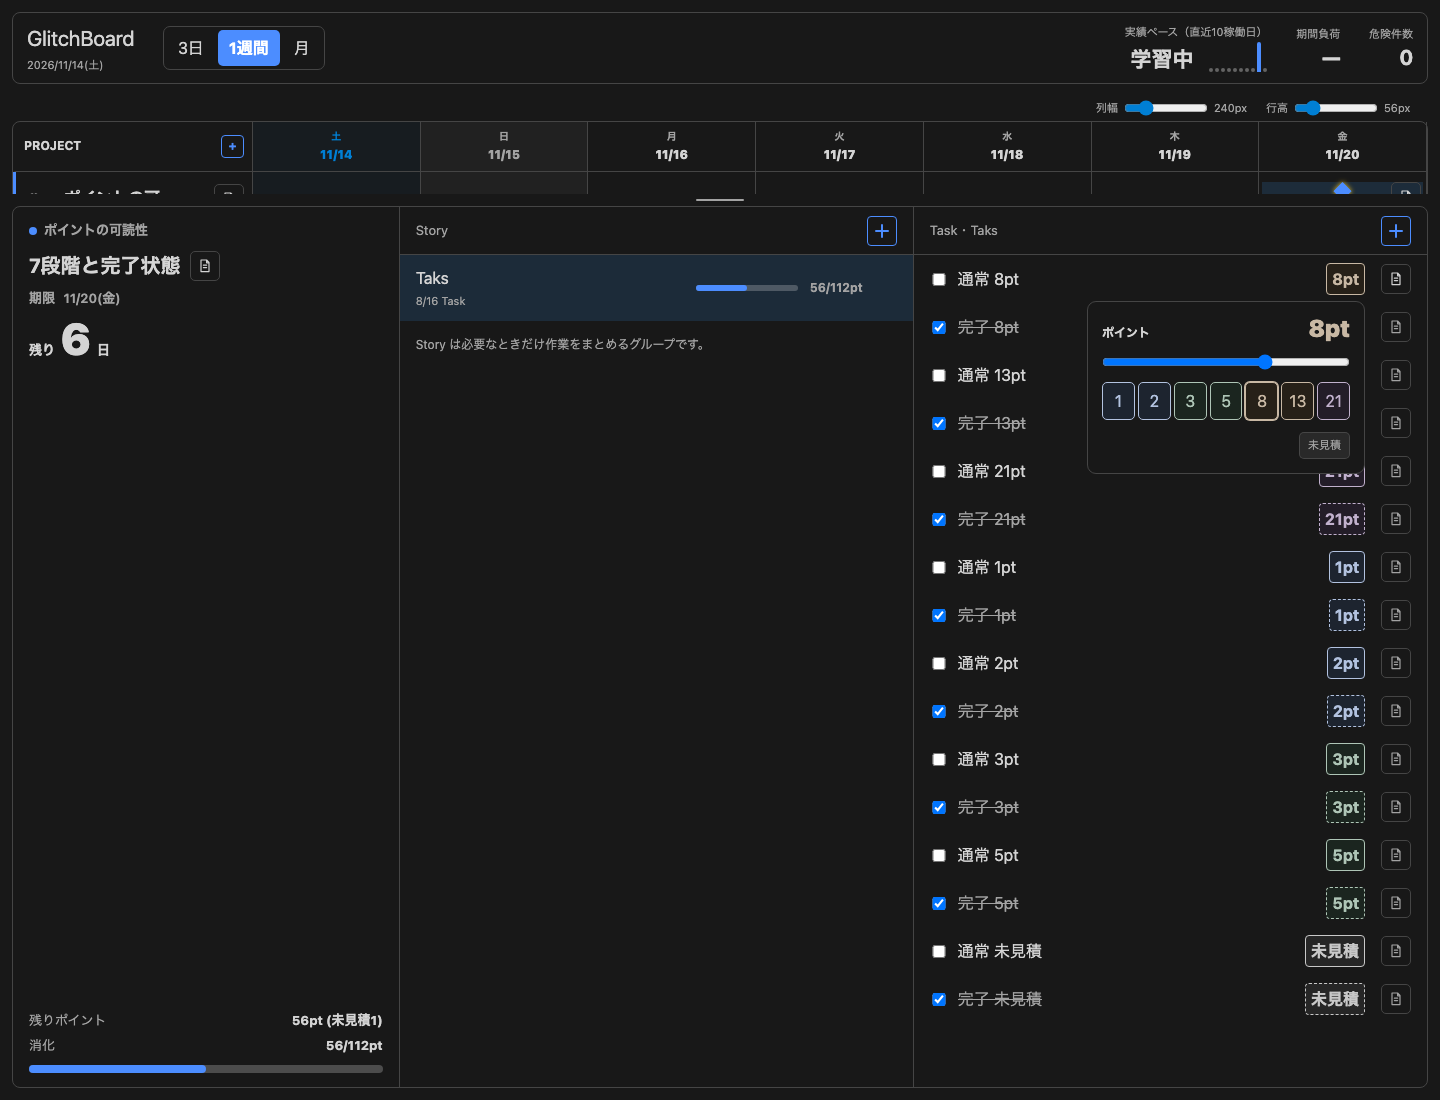 GlitchBoard
2026/11/14(土)
3日 1週間 月
実績ペース（直近10稼働日）
学習中
期間負荷
—
危険件数
0
列幅 240px 行高 56px
PROJECT +
土 11/14
日 11/15
月 11/16
火 11/17
水 11/18
木 11/19
金 11/20
ポイントの可読性
7段階と完了状態
期限 11/20(金)
残り 6 日
残りポイント 56pt (未見積1)
消化 56/112pt
Story
Taks
8/16 Task
56/112pt
Story は必要なときだけ作業をまとめるグループです。
Task・Taks
通常 8pt 8pt
完了 8pt
通常 13pt
完了 13pt
通常 21pt
完了 21pt 21pt
通常 1pt 1pt
完了 1pt 1pt
通常 2pt 2pt
完了 2pt 2pt
通常 3pt 3pt
完了 3pt 3pt
通常 5pt 5pt
完了 5pt 5pt
通常 未見積 未見積
完了 未見積 未見積
ポイント 8pt
1 2 3 5 8 13 21
未見積